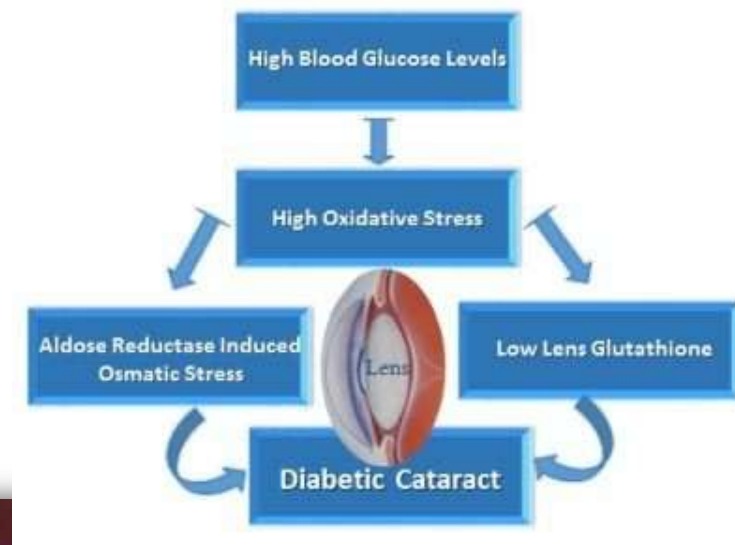 High Blood Glucose Levels
High Oxidative Stress
Aldose Reductase Induced
Osmatic Stress
Lens
Low Lens Glutathione
Diabetic Cataract